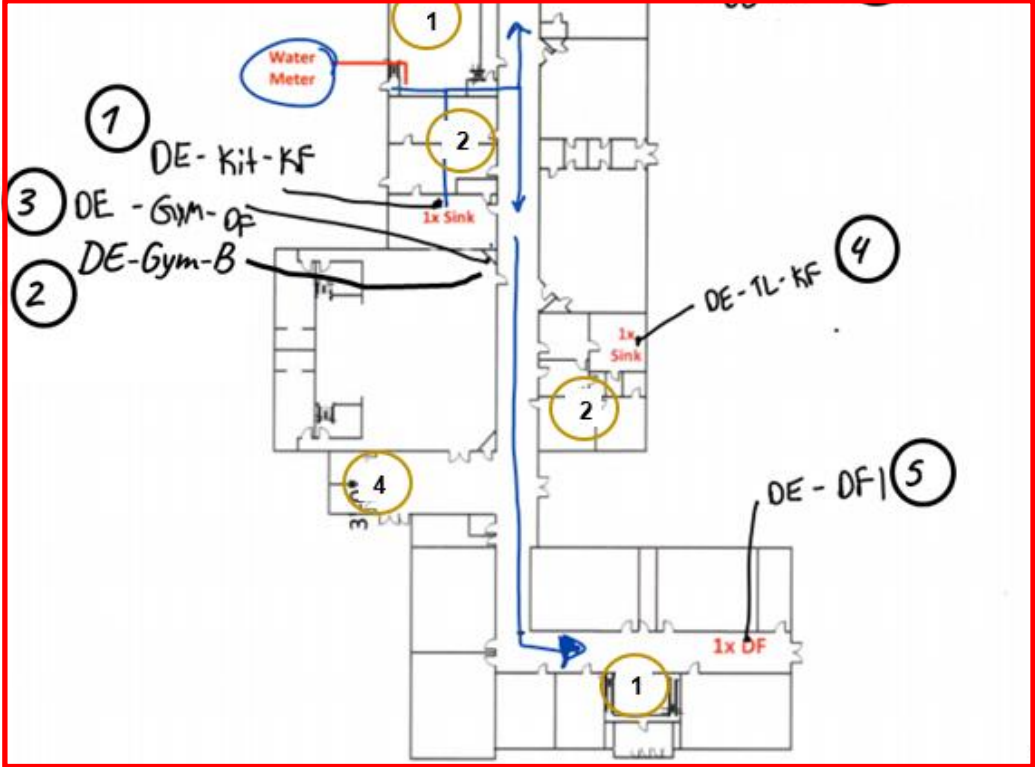 1
Water
Meter
1
2
DE-Kit-KF
3 DE-Gym-DF
1x Sink
DE-Gym-B
2
4
DE-TL-KF
1x
Sink
2
4
DE-DF1
5
1x DF
1